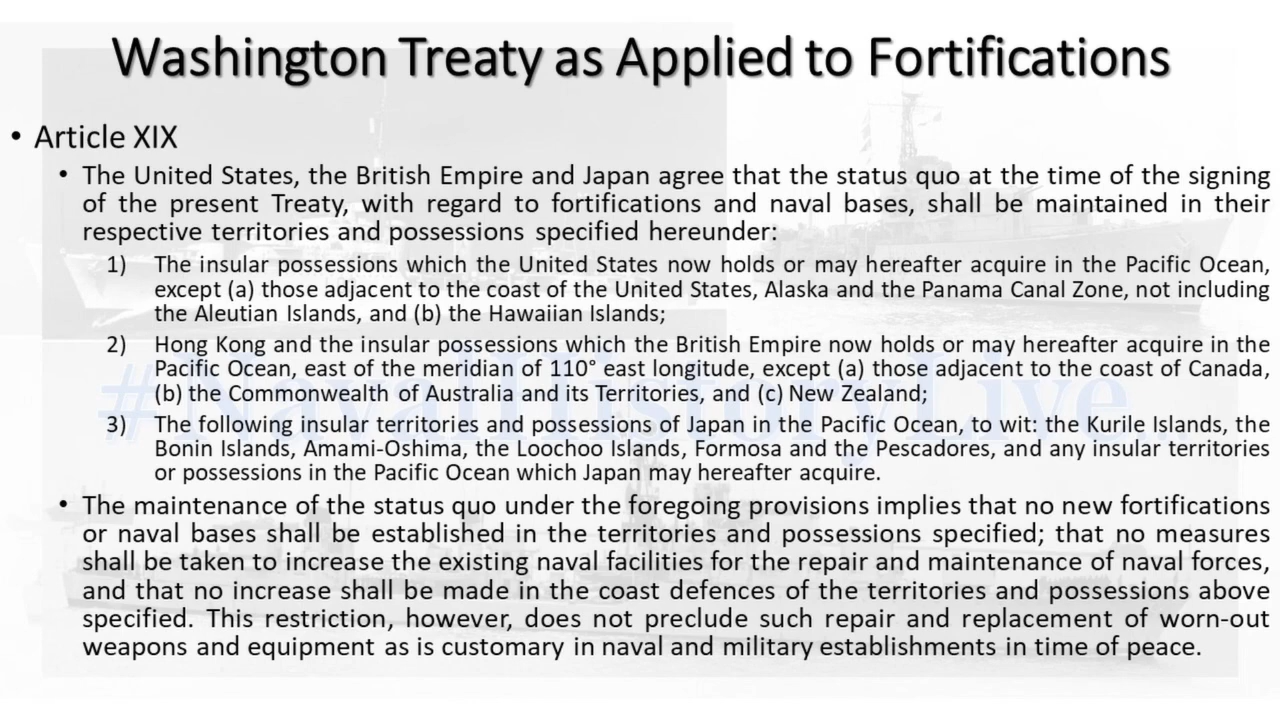 Washington Treaty as Applied to Fortifications
• Article XIX
• The United States, the British Empire and Japan agree that the status quo at the time of the signing
of the present Treaty, with regard to fortifications and naval bases, shall be maintained in their
respective territories and possessions specified hereunder:
1) The insular possessions which the United States now holds or may hereafter acquire in the Pacific Ocean,
except (a) those adjacent to the coast of the United States, Alaska and the Panama Canal Zone, not including
the Aleutian Islands, and (b) the Hawaiian Islands;
2) Hong Kong and the insular possessions which the British Empire now holds or may hereafter acquire in the
Pacific Ocean, east of the meridian of 110° east longitude, except (a) those adjacent to the coast of Canada,
(b) the Commonwealth of Australia and its Territories, and (c) New Zealand;
3) The following insular territories and possessions of Japan in the Pacific Ocean, to wit: the Kurile Islands, the
Bonin Islands, Amami-Oshima, the Loochoo Islands, Formosa and the Pescadores, and any insular territories
or possessions in the Pacific Ocean which Japan may hereafter acquire.
#NavalHistoryLive...
• The maintenance of the status quo under the foregoing provisions implies that no new fortifications
or naval bases shall be established in the territories and possessions specified; that no measures
shall be taken to increase the existing naval facilities for the repair and maintenance of naval forces,
and that no increase shall be made in the coast defences of the territories and possessions above
specified. This restriction, however, does not preclude such repair and replacement of worn-out
weapons and equipment as is customary in naval and military establishments in time of peace.